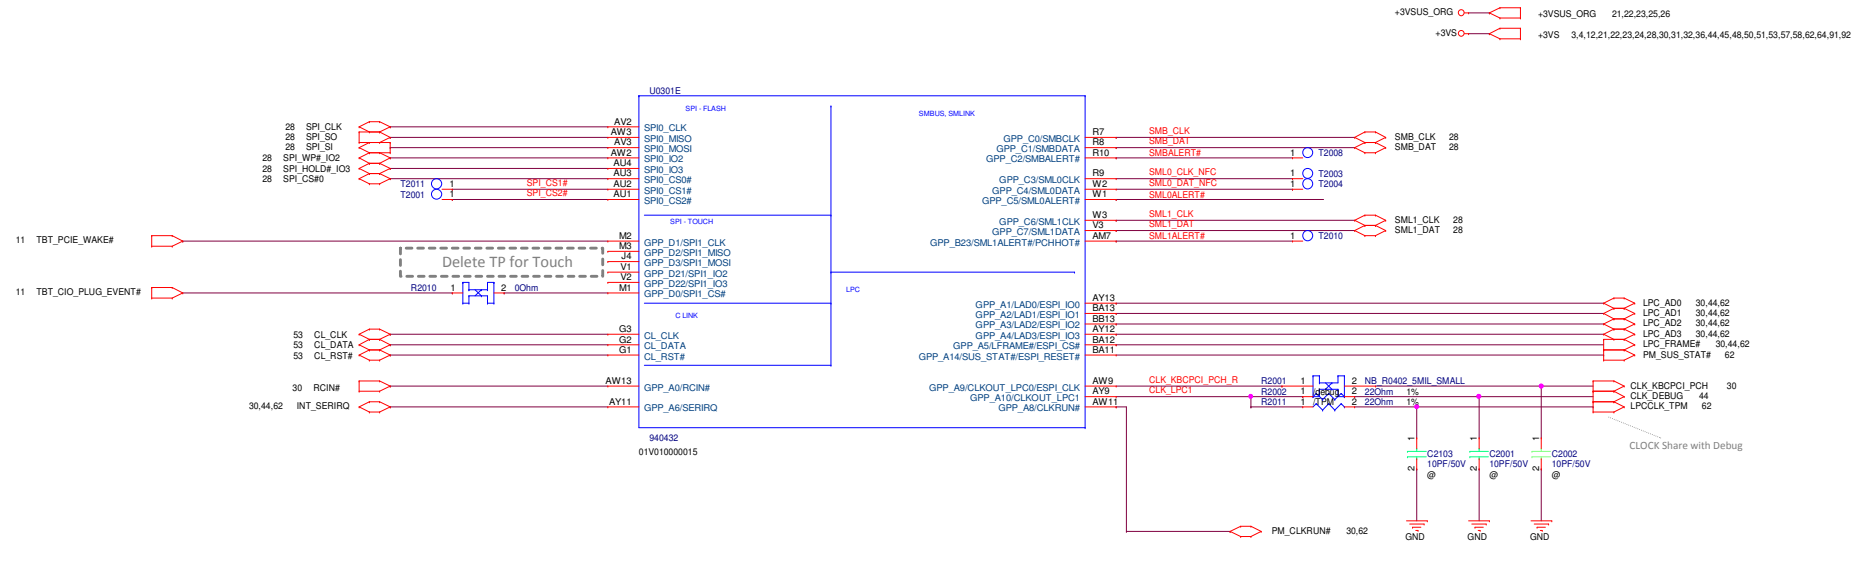 +3VSUS_ORG +3VSUS_ORG 21,22,23,25,26
+3VS +3VS 3,4,12,21,22,23,24,28,30,31,32,36,44,45,48,50,51,53,57,58,62,64,91,92
U0301E
SPI - FLASH
28 SPI_CLK AV2 SPI0_CLK
28 SPI_SO AW3 SPI0_MISO
28 SPI_SI AV3 SPI0_MOSI
28 SPI_WP#_IO2 AW2 SPI0_IO2
28 SPI_HOLD#_IO3 AU4 SPI0_IO3
28 SPI_CS#0 AU3 SPI0_CS0#
T2011 1 SPI_CS1# AU2 SPI0_CS1#
T2001 1 SPI_CS2# AU1 SPI0_CS2#
SPI - TOUCH
11 TBT_PCIE_WAKE# M2 GPP_D1/SPI1_CLK
M3 GPP_D2/SPI1_MISO
Delete TP for Touch
J4 GPP_D3/SPI1_MOSI
V1 GPP_D21/SPI1_IO2
V2 GPP_D22/SPI1_IO3
11 TBT_CIO_PLUG_EVENT# R2010 1 2 0Ohm M1 GPP_D0/SPI1_CS#
C LINK
53 CL_CLK G3 CL_CLK
53 CL_DATA G2 CL_DATA
53 CL_RST# G1 CL_RST#
30 RCIN# AW13 GPP_A0/RCIN#
30,44,62 INT_SERIRQ AY11 GPP_A6/SERIRQ
940432
01V010000015
SMBUS, SMLINK
GPP_C0/SMBCLK R7 SMB_CLK SMB_CLK 28
GPP_C1/SMBDATA R8 SMB_DAT SMB_DAT 28
GPP_C2/SMBALERT# R10 SMBALERT# 1 T2008
GPP_C3/SML0CLK R9 SML0_CLK_NFC 1 T2003
GPP_C4/SML0DATA W2 SML0_DAT_NFC 1 T2004
GPP_C5/SML0ALERT# W1 SML0ALERT#
GPP_C6/SML1CLK W3 SML1_CLK SML1_CLK 28
GPP_C7/SML1DATA V3 SML1_DAT SML1_DAT 28
GPP_B23/SML1ALERT#/PCHHOT# AM7 SML1ALERT# 1 T2010
LPC
GPP_A1/LAD0/ESPI_IO0 AY13 LPC_AD0 30,44,62
GPP_A2/LAD1/ESPI_IO1 BA13 LPC_AD1 30,44,62
GPP_A3/LAD2/ESPI_IO2 BB13 LPC_AD2 30,44,62
GPP_A4/LAD3/ESPI_IO3 AY12 LPC_AD3 30,44,62
GPP_A5/LFRAME#/ESPI_CS# BA12 LPC_FRAME# 30,44,62
GPP_A14/SUS_STAT#/ESPI_RESET# BA11 PM_SUS_STAT# 62
GPP_A9/CLKOUT_LPC0/ESPI_CLK AW9 CLK_KBCPCI_PCH_R R2001 1 2 NB_R0402_5MIL_SMALL CLK_KBCPCI_PCH 30
GPP_A10/CLKOUT_LPC1 AY9 CLK_LPC1 R2002 1 debug 2 22Ohm 1% CLK_DEBUG 44
GPP_A8/CLKRUN# AW11 R2011 1 TPM 2 22Ohm 1% LPCCLK_TPM 62
CLOCK Share with Debug
1 C2103 10PF/50V 2 @ GND
1 C2001 10PF/50V 2 @ GND
1 C2002 10PF/50V 2 @ GND
PM_CLKRUN# 30,62